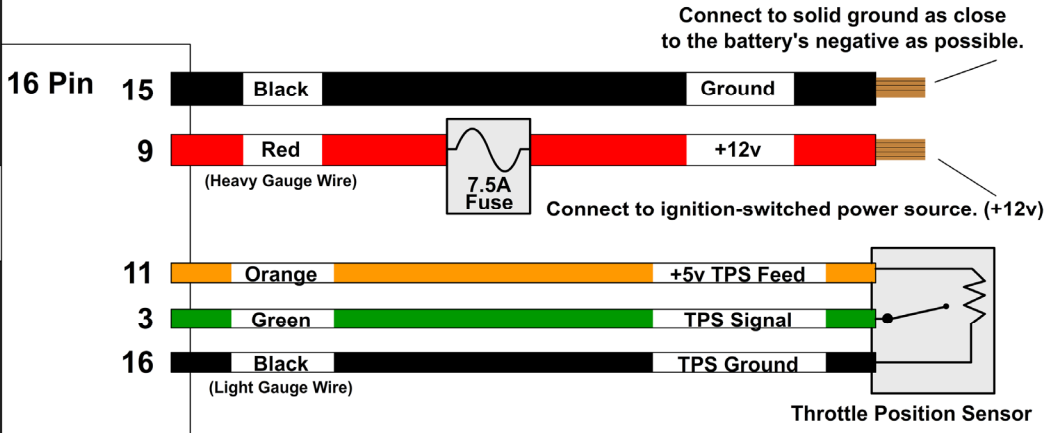 Connect to solid ground as close
to the battery's negative as possible.
16 Pin
15 Black Ground
9 Red +12v
(Heavy Gauge Wire)
7.5A
Fuse
Connect to ignition-switched power source. (+12v)
11 Orange +5v TPS Feed
3 Green TPS Signal
16 Black TPS Ground
(Light Gauge Wire)
Throttle Position Sensor